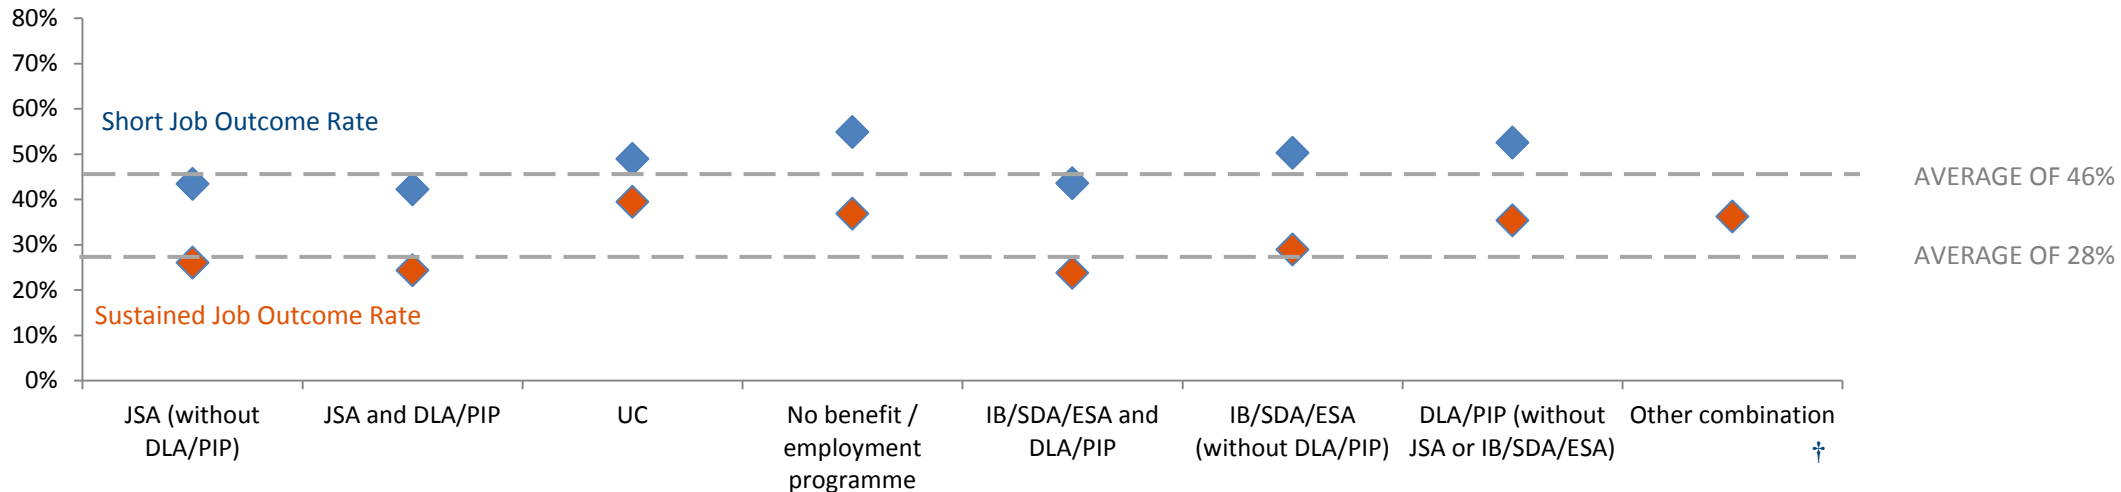 80%
70%
60%
50%
40%
30%
20%
10%
0%
Short Job Outcome Rate
Sustained Job Outcome Rate
AVERAGE OF 46%
AVERAGE OF 28%
JSA (without
DLA/PIP)
JSA and DLA/PIP
UC
No benefit /
employment
programme
IB/SDA/ESA and
DLA/PIP
IB/SDA/ESA
(without DLA/PIP)
DLA/PIP (without
JSA or IB/SDA/ESA)
Other combination
†